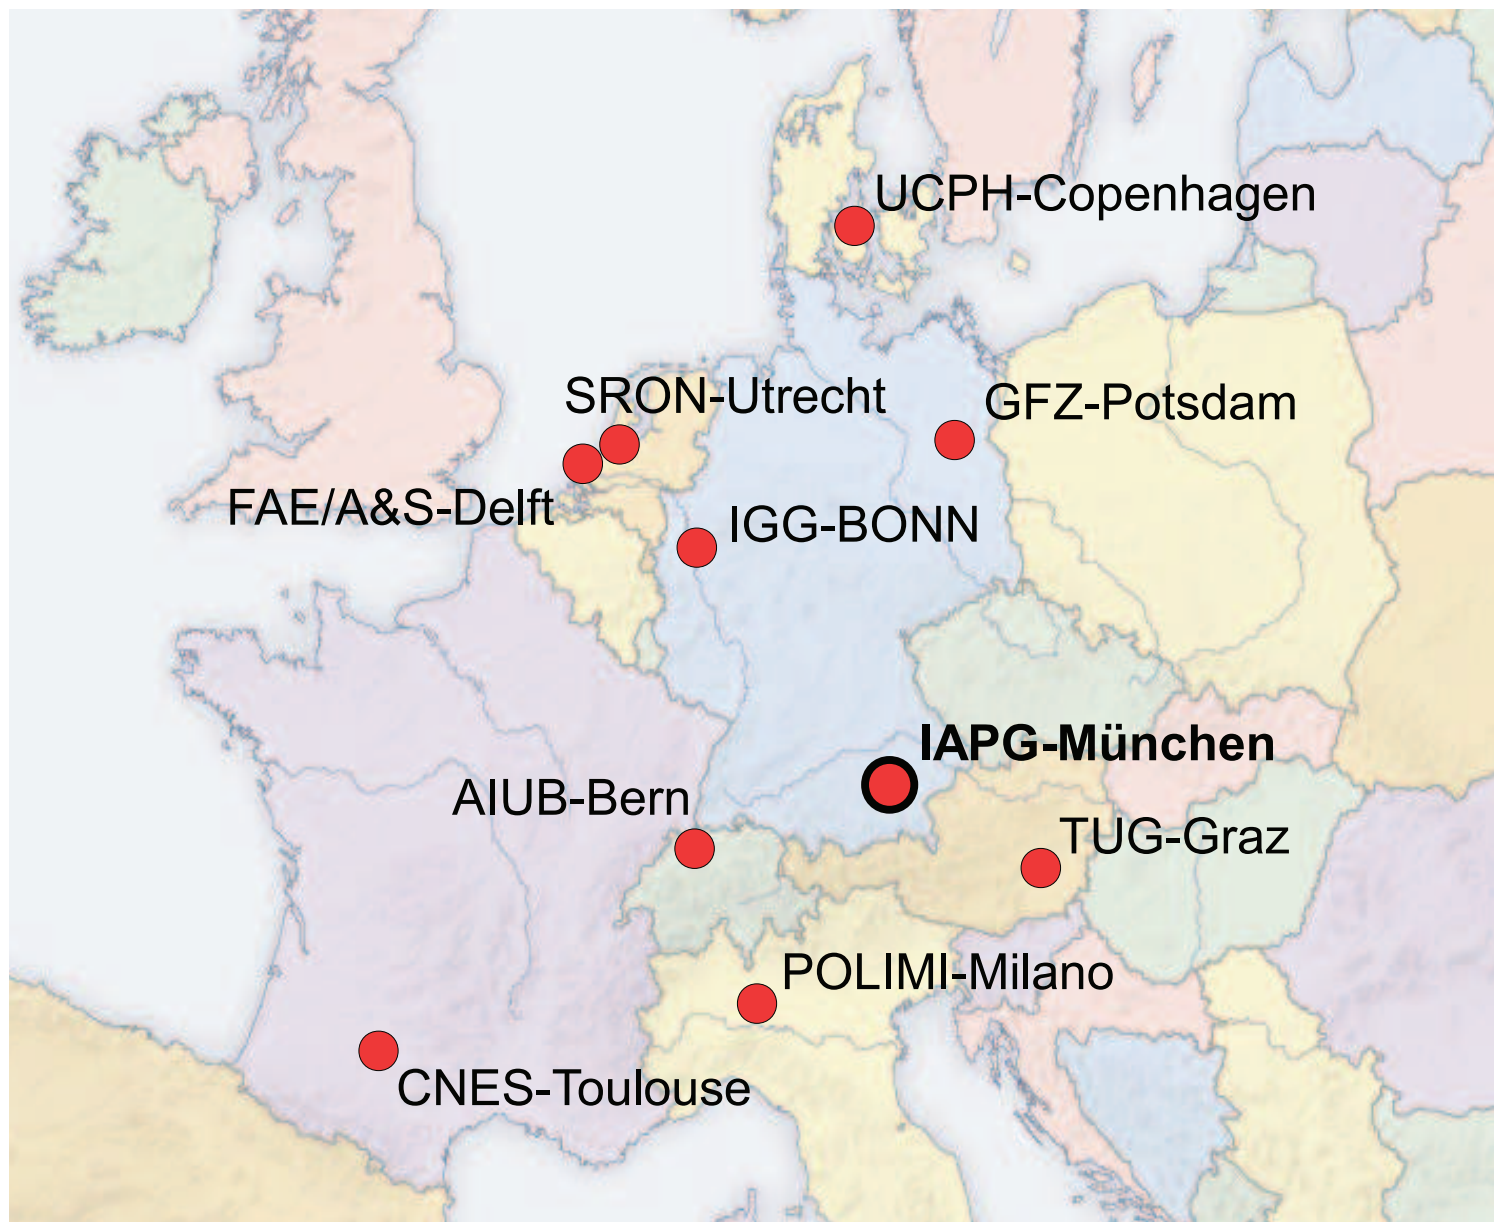 UCPH-Copenhagen
SRON-Utrecht
GFZ-Potsdam
FAE/A&S-Delft
IGG-BONN
IAPG-München
AIUB-Bern
TUG-Graz
POLIMI-Milano
CNES-Toulouse